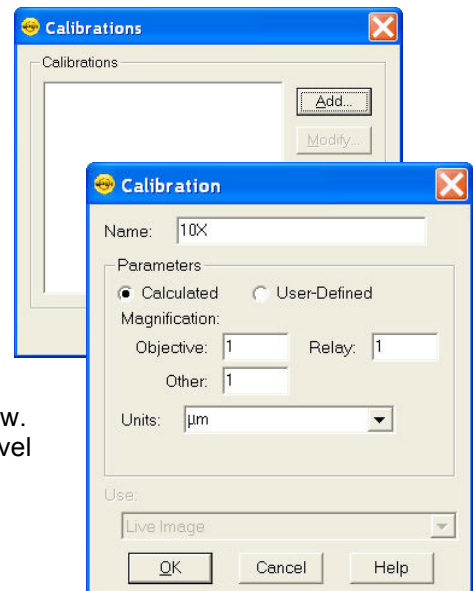 Calibrations
Calibrations
Add...
Modify...
Calibration
Name: 10X
Parameters
Calculated User-Defined
Magnification:
Objective: 1 Relay: 1
Other: 1
Units: µm
Use:
Live Image
OK Cancel Help
w.
vel